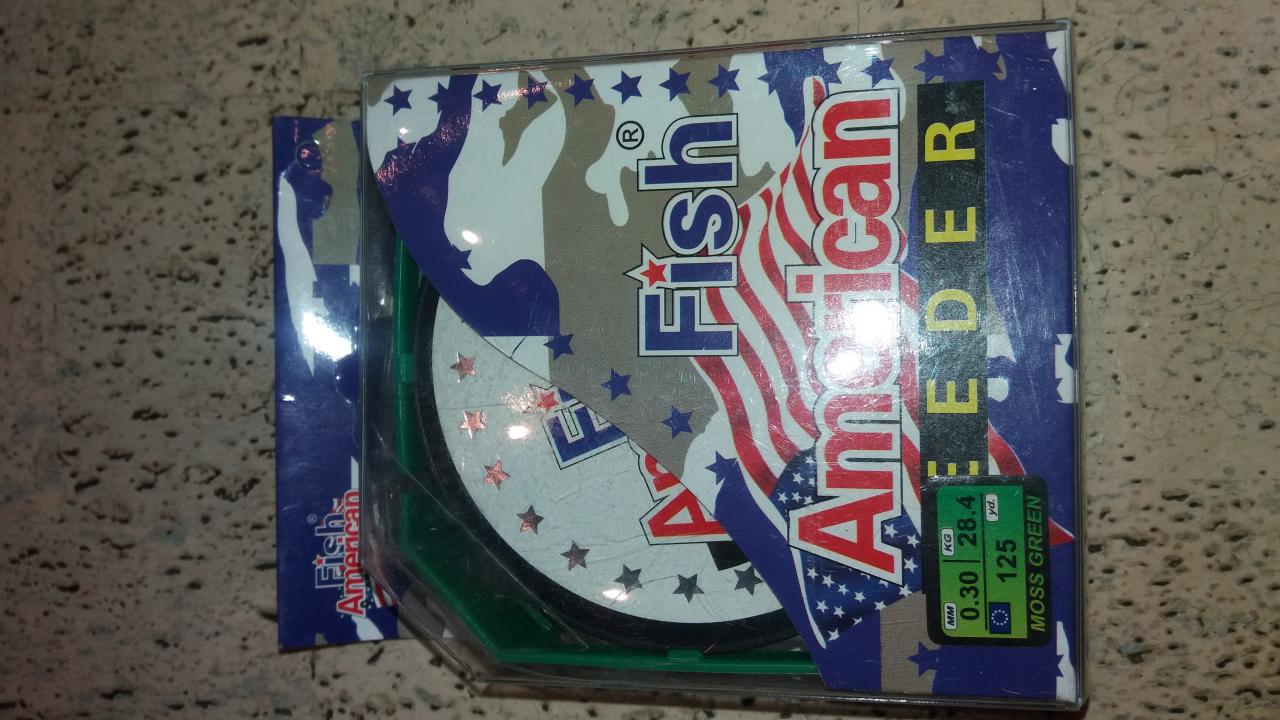 Fish®
American
FEEDER
MM 0.30 KG 28.4
125 yd.
MOSS GREEN
Fish®
American